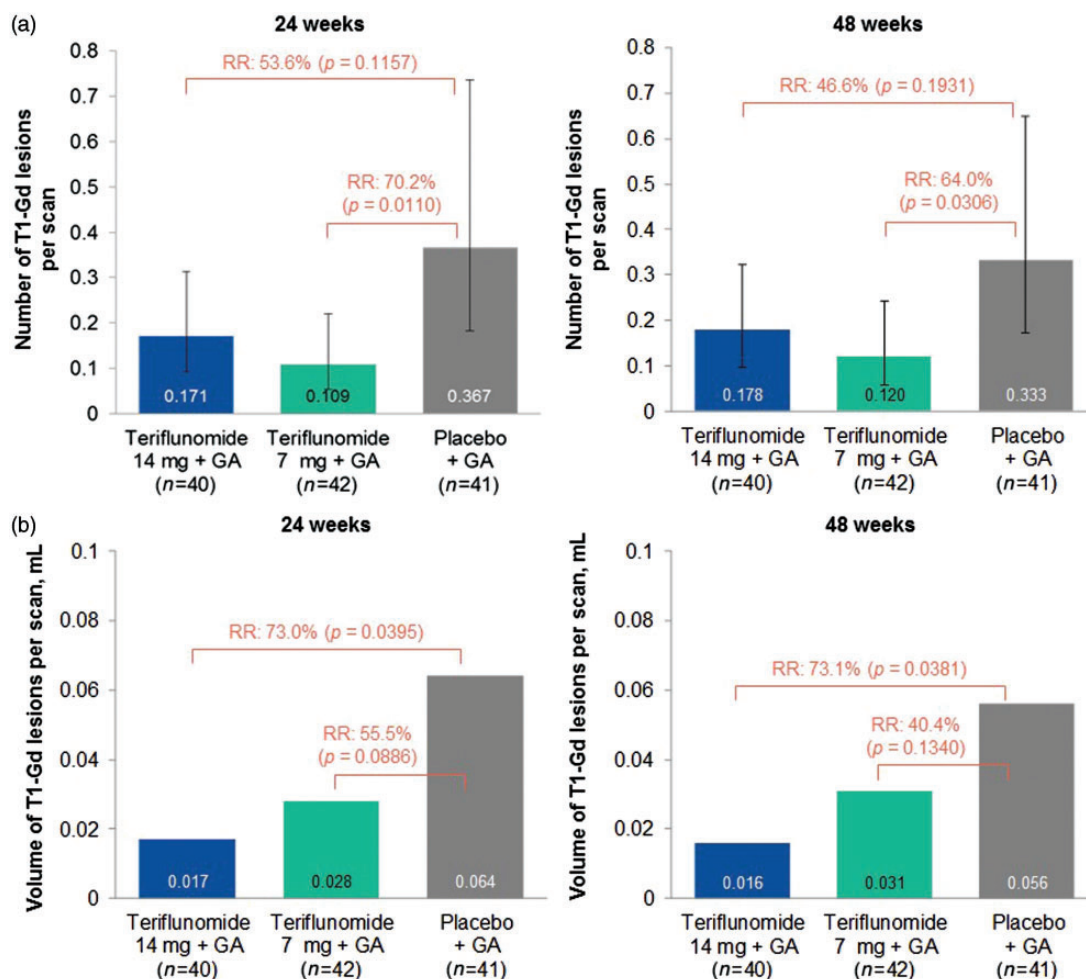 (a)
24 weeks
Number of T1-Gd lesions
per scan
0.8
0.7
0.6
0.5
0.4
0.3
0.2
0.1
0
RR: 53.6% (p = 0.1157)
RR: 70.2%
(p = 0.0110)
0.171
0.109
0.367
Teriflunomide
14 mg + GA
(n=40)
Teriflunomide
7 mg + GA
(n=42)
Placebo
+ GA
(n=41)
48 weeks
Number of T1-Gd lesions
per scan
0.8
0.7
0.6
0.5
0.4
0.3
0.2
0.1
0
RR: 46.6% (p = 0.1931)
RR: 64.0%
(p = 0.0306)
0.178
0.120
0.333
Teriflunomide
14 mg + GA
(n=40)
Teriflunomide
7 mg + GA
(n=42)
Placebo
+ GA
(n=41)
(b)
24 weeks
Volume of T1-Gd lesions per scan, mL
0.1
0.08
0.06
0.04
0.02
0
RR: 73.0% (p = 0.0395)
RR: 55.5%
(p = 0.0886)
0.017
0.028
0.064
Teriflunomide
14 mg + GA
(n=40)
Teriflunomide
7 mg + GA
(n=42)
Placebo
+ GA
(n=41)
48 weeks
Volume of T1-Gd lesions per scan, mL
0.1
0.08
0.06
0.04
0.02
0
RR: 73.1% (p = 0.0381)
RR: 40.4%
(p = 0.1340)
0.016
0.031
0.056
Teriflunomide
14 mg + GA
(n=40)
Teriflunomide
7 mg + GA
(n=42)
Placebo
+ GA
(n=41)